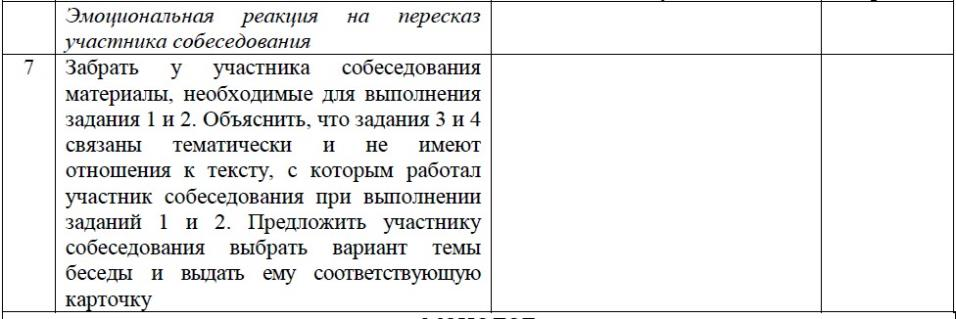 Эмоциональная реакция на пересказ
участника собеседования
7 Забрать у участника собеседования
материалы, необходимые для выполнения
задания 1 и 2. Объяснить, что задания 3 и 4
связаны тематически и не имеют
отношения к тексту, с которым работал
участник собеседования при выполнении
заданий 1 и 2. Предложить участнику
собеседования выбрать вариант темы
беседы и выдать ему соответствующую
карточку